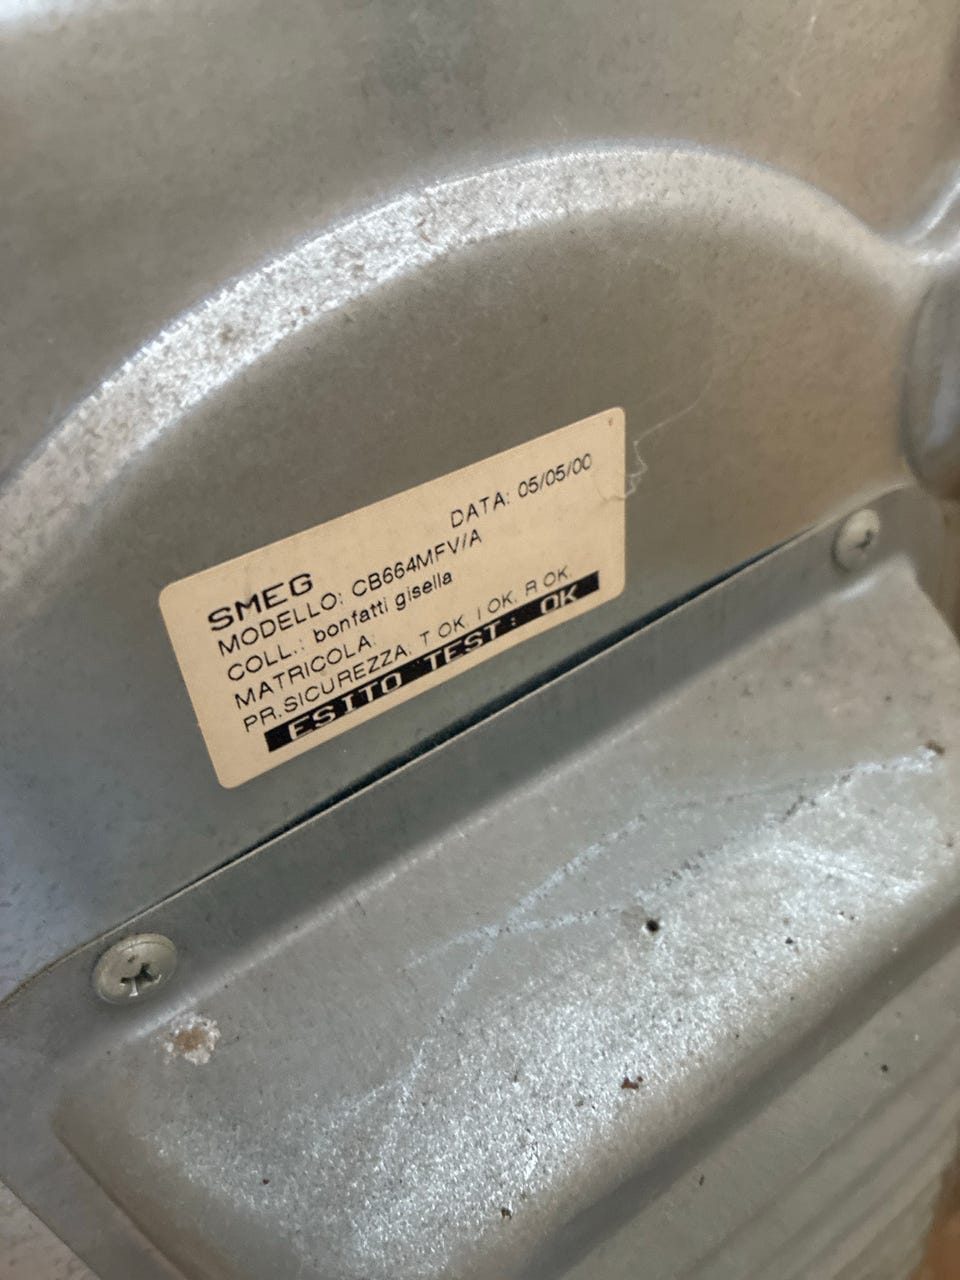 DATA: 05/05/00
SMEG
MODELLO: CB664MFV/A
COLL.: bonfatti gisella
MATRICOLA:
PR.SICUREZZA: T OK. I OK. R OK.
ESITO TEST: OK